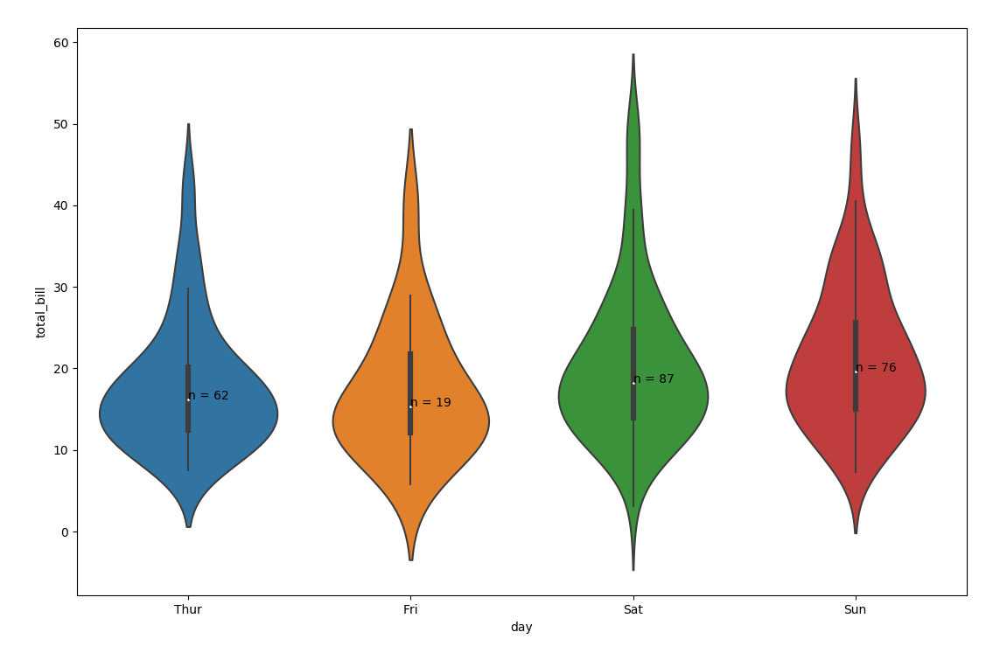 60
50
40
30
20
10
0
total_bill
n = 62
n = 19
n = 87
n = 76
Thur Fri Sat Sun
day